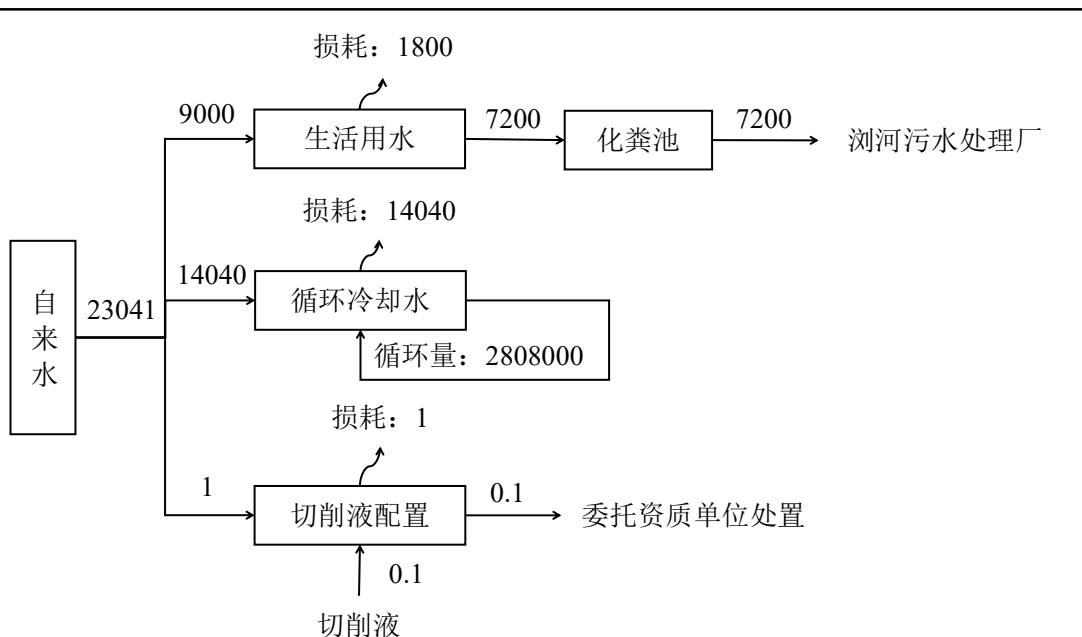 损耗：1800
9000
生活用水
7200
化粪池
7200
浏河污水处理厂
损耗：14040
自来水
23041
14040
循环冷却水
循环量：2808000
损耗：1
1
切削液配置
0.1
委托资质单位处置
0.1
切削液